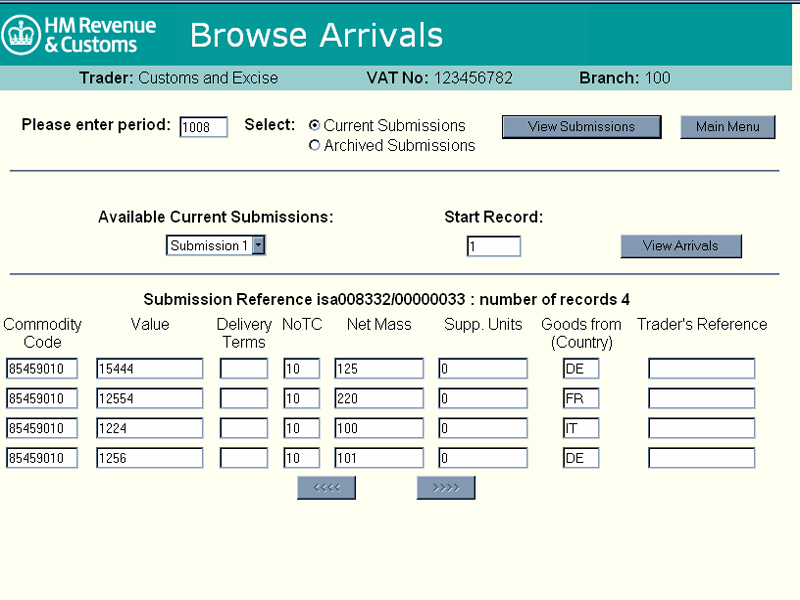 HM Revenue & Customs
Browse Arrivals
Trader: Customs and Excise VAT No: 123456782 Branch: 100
Please enter period: 1008 Select: Current Submissions View Submissions Main Menu
Archived Submissions
Available Current Submissions: Start Record:
Submission 1 1 View Arrivals
Submission Reference isa008332/00000033 : number of records 4
Commodity Code Value Delivery Terms NoTC Net Mass Supp. Units Goods from (Country) Trader's Reference
85459010 15444 10 125 0 DE
85459010 12554 10 220 0 FR
85459010 1224 10 100 0 IT
85459010 1256 10 101 0 DE
<<<< >>>>